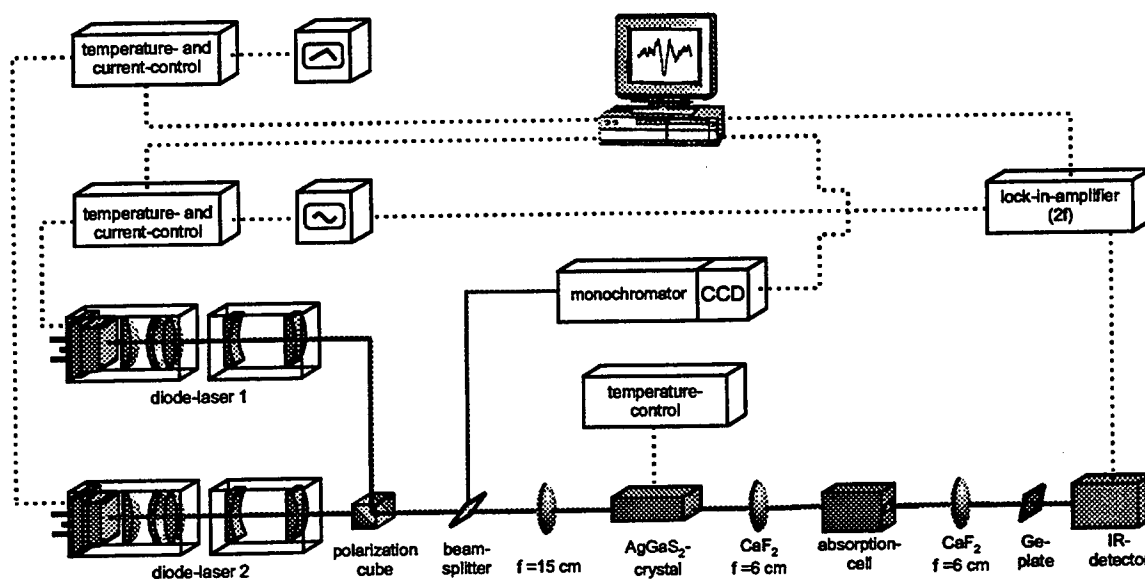 temperature- and
current-control
temperature- and
current-control
lock-in-amplifier
(2f)
monochromator
CCD
diode-laser 1
temperature-
control
diode-laser 2
polarization
cube
beam-
splitter
f =15 cm
AgGaS₂-
crystal
CaF₂
f =6 cm
absorption-
cell
CaF₂
f =6 cm
Ge-
plate
IR-
detector